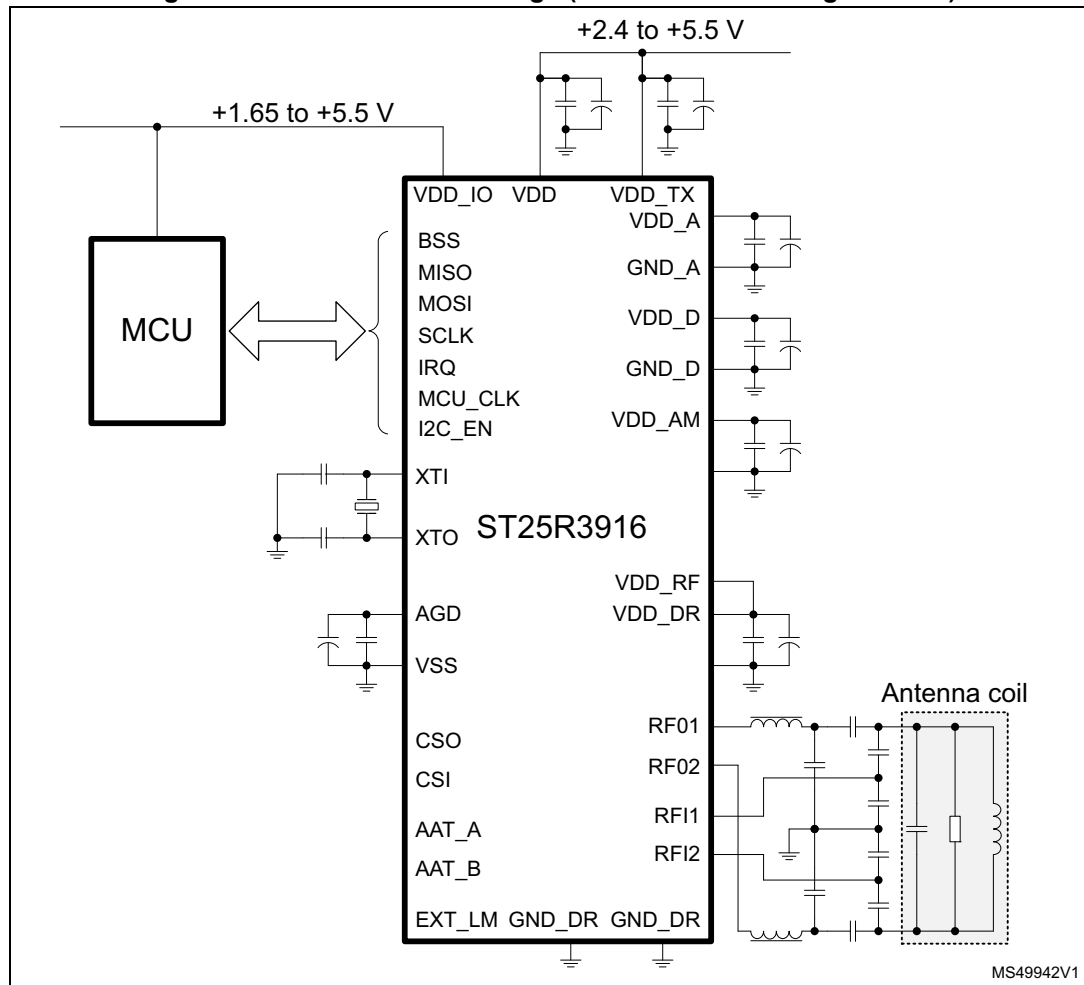 +2.4 to +5.5 V
+1.65 to +5.5 V
VDD_IO VDD VDD_TX
VDD_A
GND_A
VDD_D
GND_D
VDD_AM
BSS
MISO
MOSI
SCLK
IRQ
MCU_CLK
I2C_EN
MCU
XTI
XTO
ST25R3916
VDD_RF
VDD_DR
AGD
VSS
Antenna coil
RF01
RF02
RFI1
RFI2
CSO
CSI
AAT_A
AAT_B
EXT_LM GND_DR GND_DR
MS49942V1